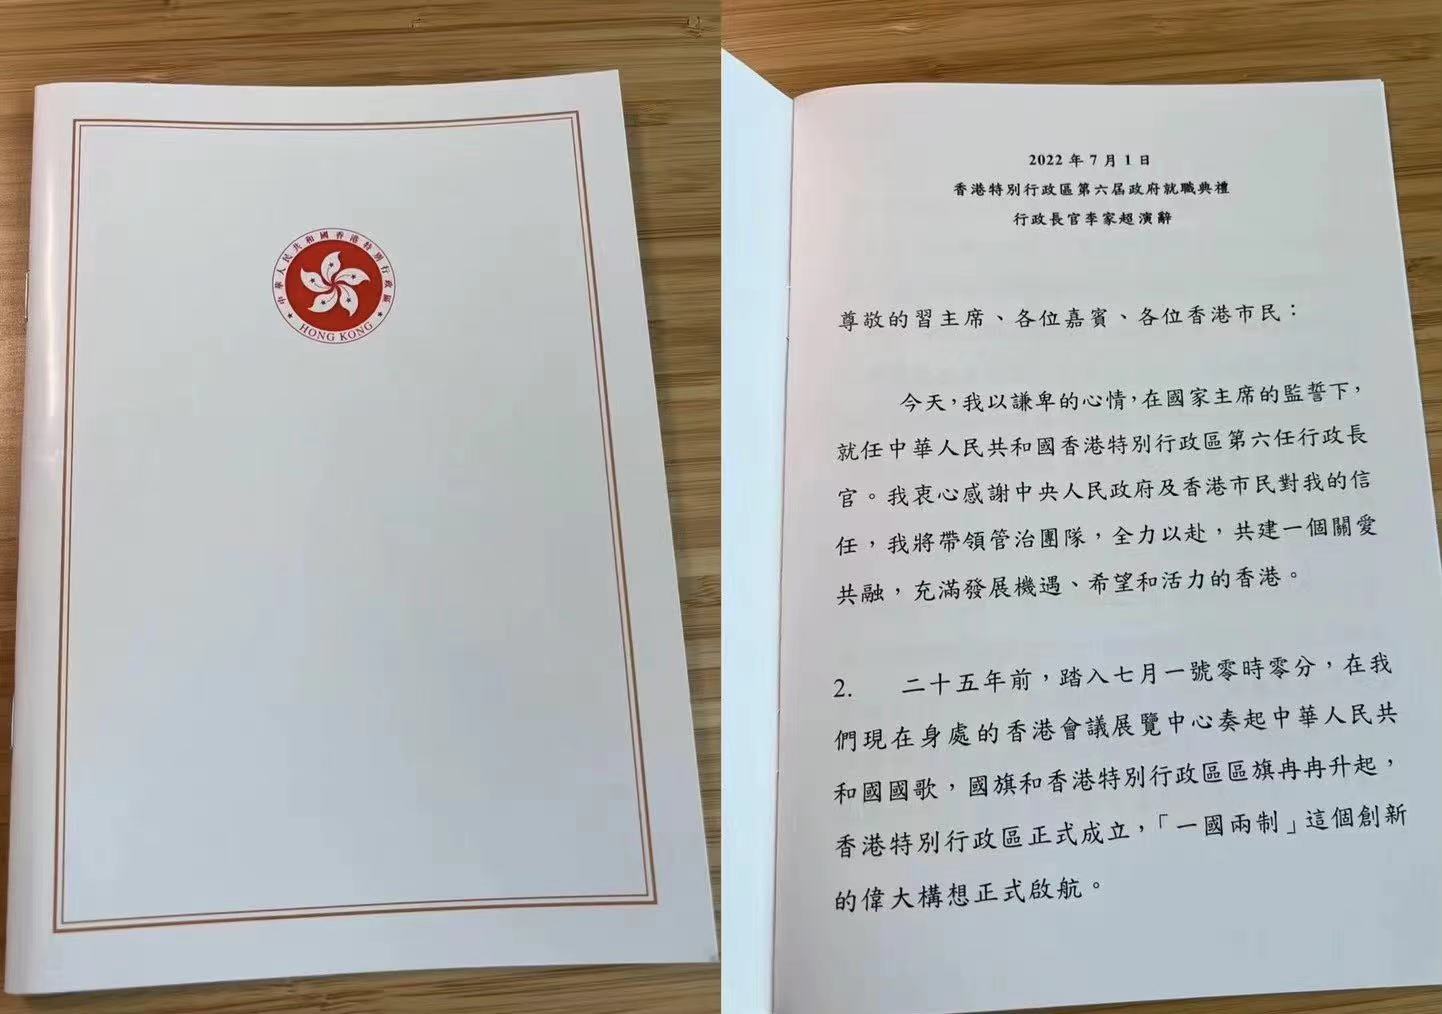 中華人民共和國香港特別行政區
HONG KONG
2022 年 7 月 1 日
香港特別行政區第六屆政府就職典禮
行政長官李家超演辭
尊敬的習主席、各位嘉賓、各位香港市民：
今天，我以謙卑的心情，在國家主席的監誓下，
就任中華人民共和國香港特別行政區第六任行政長
官。我衷心感謝中央人民政府及香港市民對我的信
任，我將帶領管治團隊，全力以赴，共建一個關愛
共融，充滿發展機遇、希望和活力的香港。
2. 二十五年前，踏入七月一號零時零分，在我
們現在身處的香港會議展覽中心奏起中華人民共
和國國歌，國旗和香港特別行政區區旗冉冉升起，
香港特別行政區正式成立，「一國兩制」這個創新
的偉大構想正式啟航。